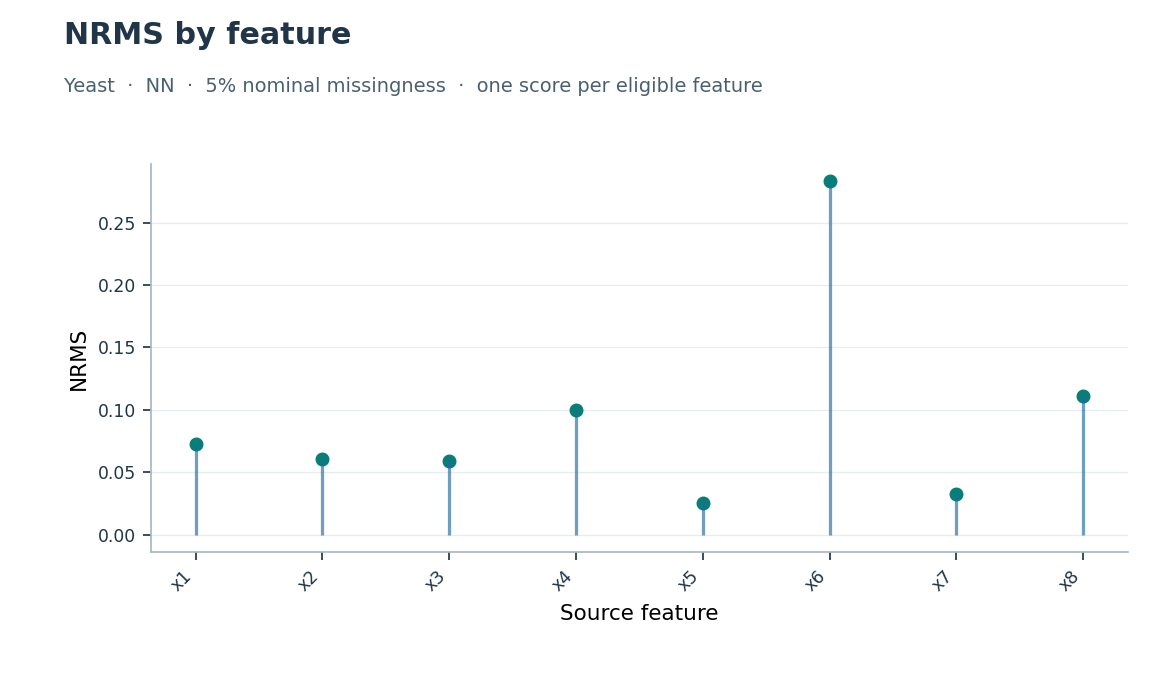 NRMS by feature
Yeast · NN · 5% nominal missingness · one score per eligible feature
NRMS
0.25
0.20
0.15
0.10
0.05
0.00
x1 x2 x3 x4 x5 x6 x7 x8
Source feature